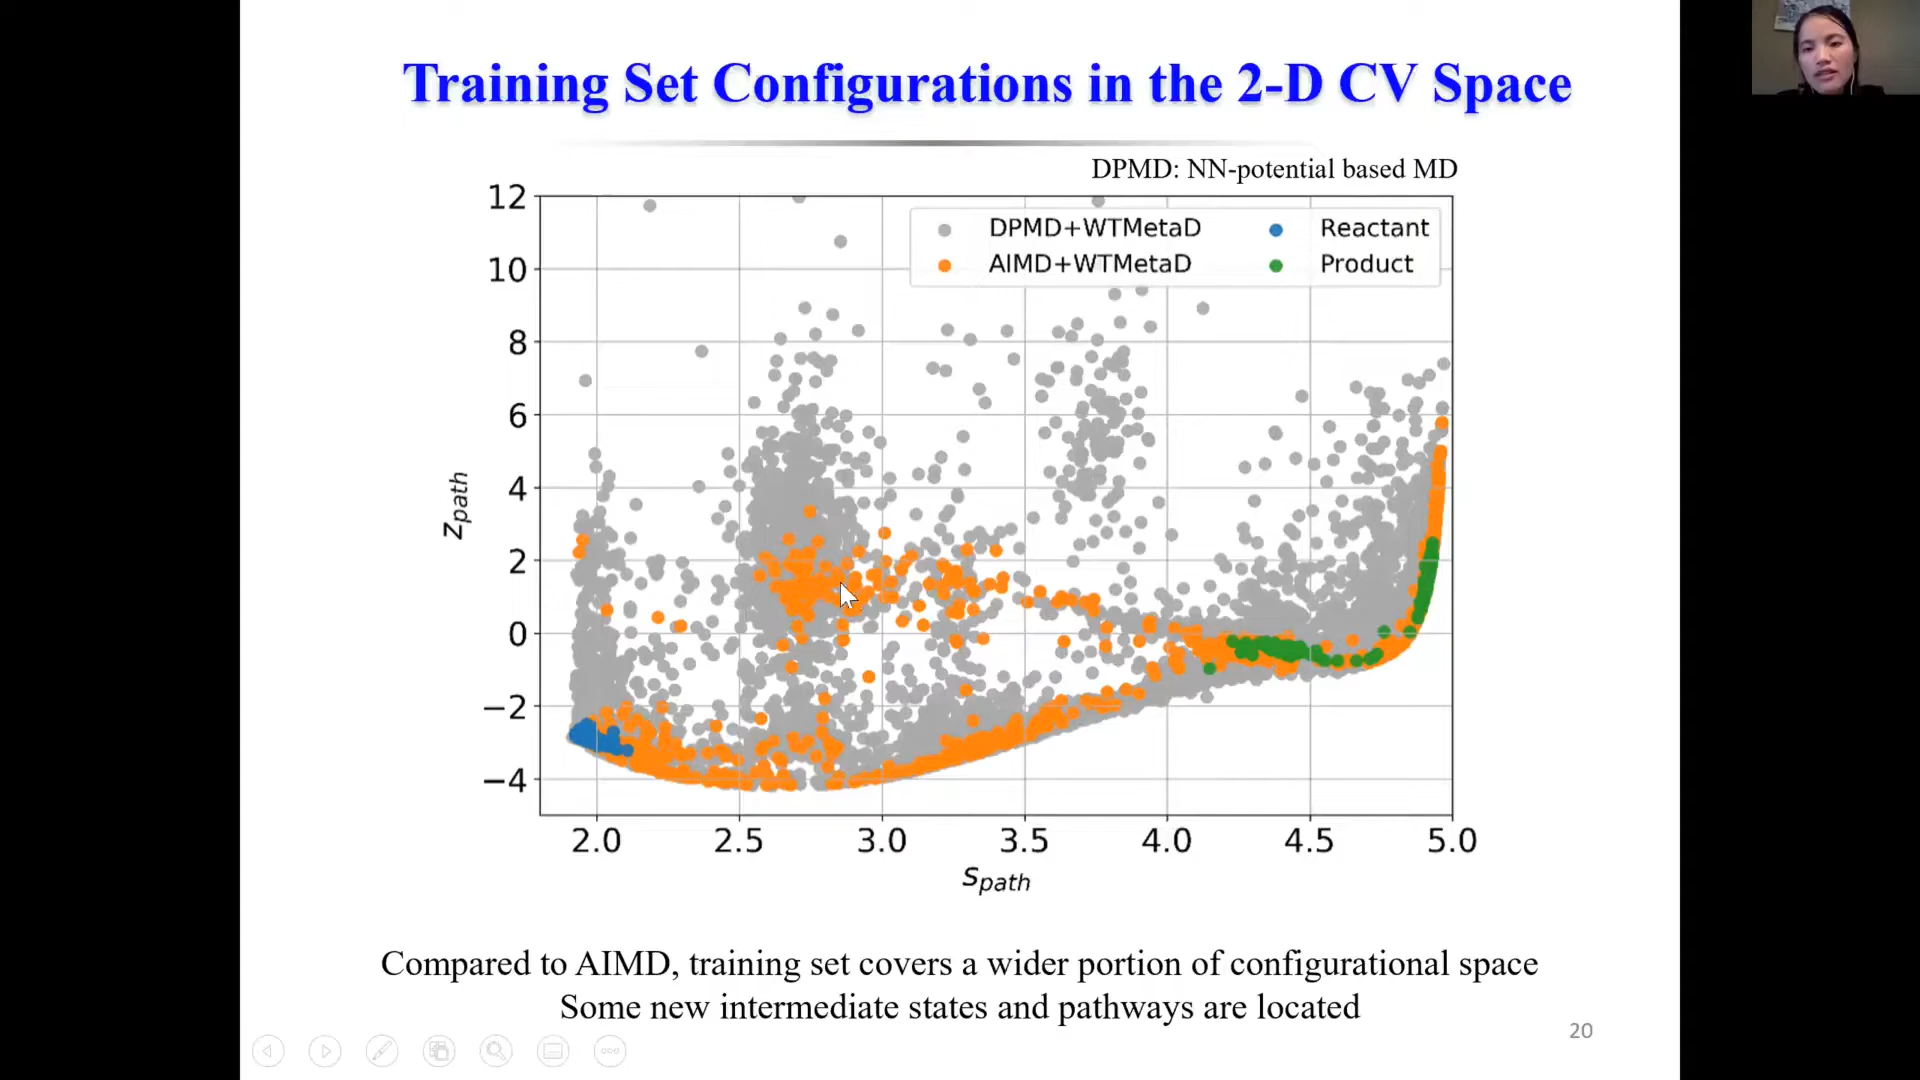 Training Set Configurations in the 2-D CV Space
DPMD: NN-potential based MD
DPMD+WTMetaD
Reactant
AIMD+WTMetaD
Product
12
10
8
6
4
2
0
−2
−4
z path
2.0 2.5 3.0 3.5 4.0 4.5 5.0
s path
Compared to AIMD, training set covers a wider portion of configurational space
Some new intermediate states and pathways are located
20